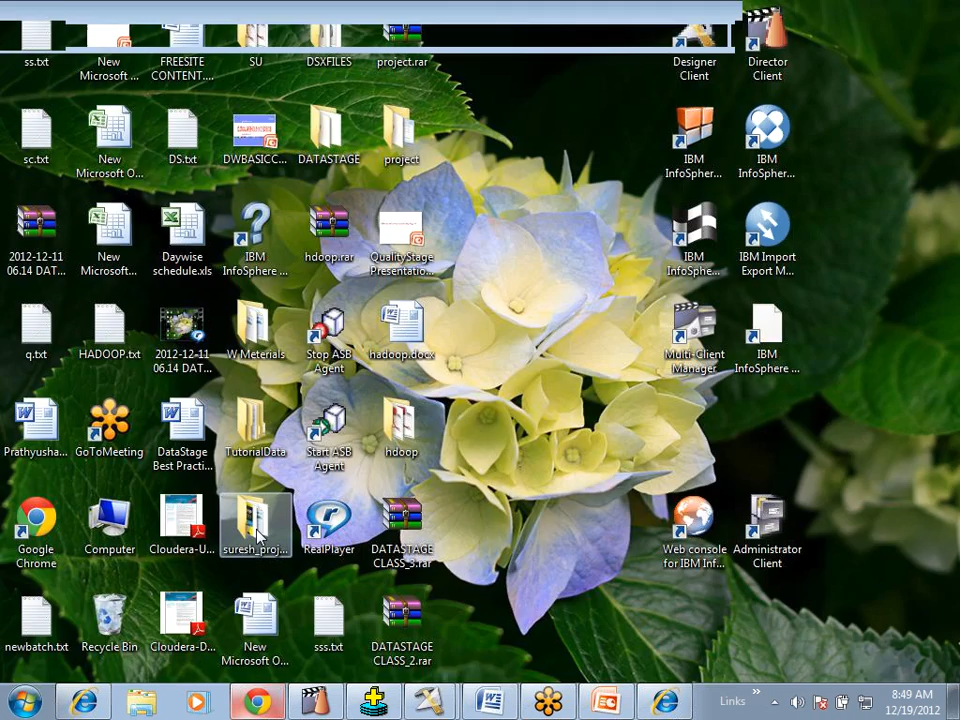 ss.txt
New
Microsoft ...
FREESITE
CONTENT....
SU
DSXFILES
project.rar
Designer
Client
Director
Client
sc.txt
New
Microsoft O...
DS.txt
DWBASICC...
DATASTAGE
project
IBM
InfoSpher...
IBM
InfoSpher...
2012-12-11
06.14 DAT...
New
Microsoft...
Daywise
schedule.xls
IBM
InfoSphere ...
hdoop.rar
QualityStage
Presentatio...
IBM
InfoSphe...
IBM Import
Export M...
q.txt
HADOOP.txt
2012-12-11
06.14 DAT...
W Meterials
Stop ASB
Agent
hadoop.docx
Multi-Client
Manager
IBM
InfoSphere ...
Prathyusha...
GoToMeeting
DataStage
Best Practi...
TutorialData
Start ASB
Agent
hdoop
Google
Chrome
Computer
Cloudera-U...
suresh_proj...
RealPlayer
DATASTAGE
CLASS_3.rar
Web console
for IBM Inf...
Administrator
Client
newbatch.txt
Recycle Bin
Cloudera-D...
New
Microsoft O...
sss.txt
DATASTAGE
CLASS_2.rar
Links
8:49 AM
12/19/2012